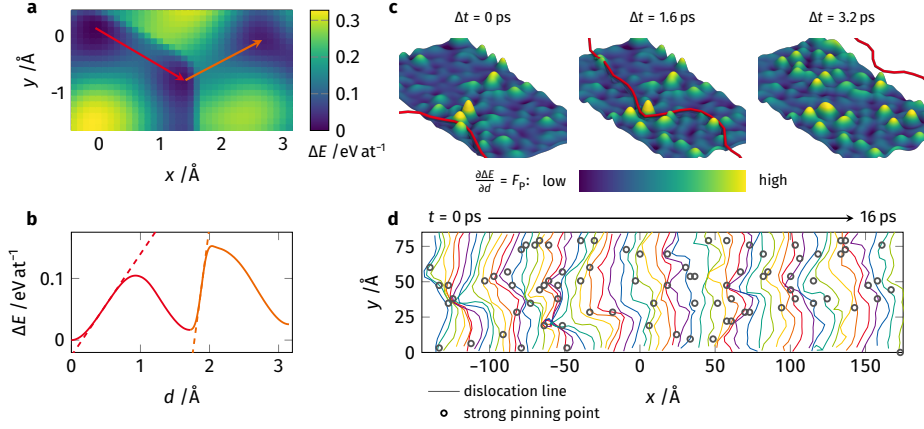 a
y /Å
0
-1
0
1
2
3
x /Å
0.3
0.2
0.1
0
ΔE /eV at⁻¹
b
ΔE /eV at⁻¹
0.1
0
0
1
2
3
d /Å
c
Δt = 0 ps
Δt = 1.6 ps
Δt = 3.2 ps
∂ΔE/∂d = Fₚ: low
high
d
t = 0 ps
16 ps
y /Å
75
50
25
0
−100
−50
0
50
100
150
x /Å
dislocation line
strong pinning point